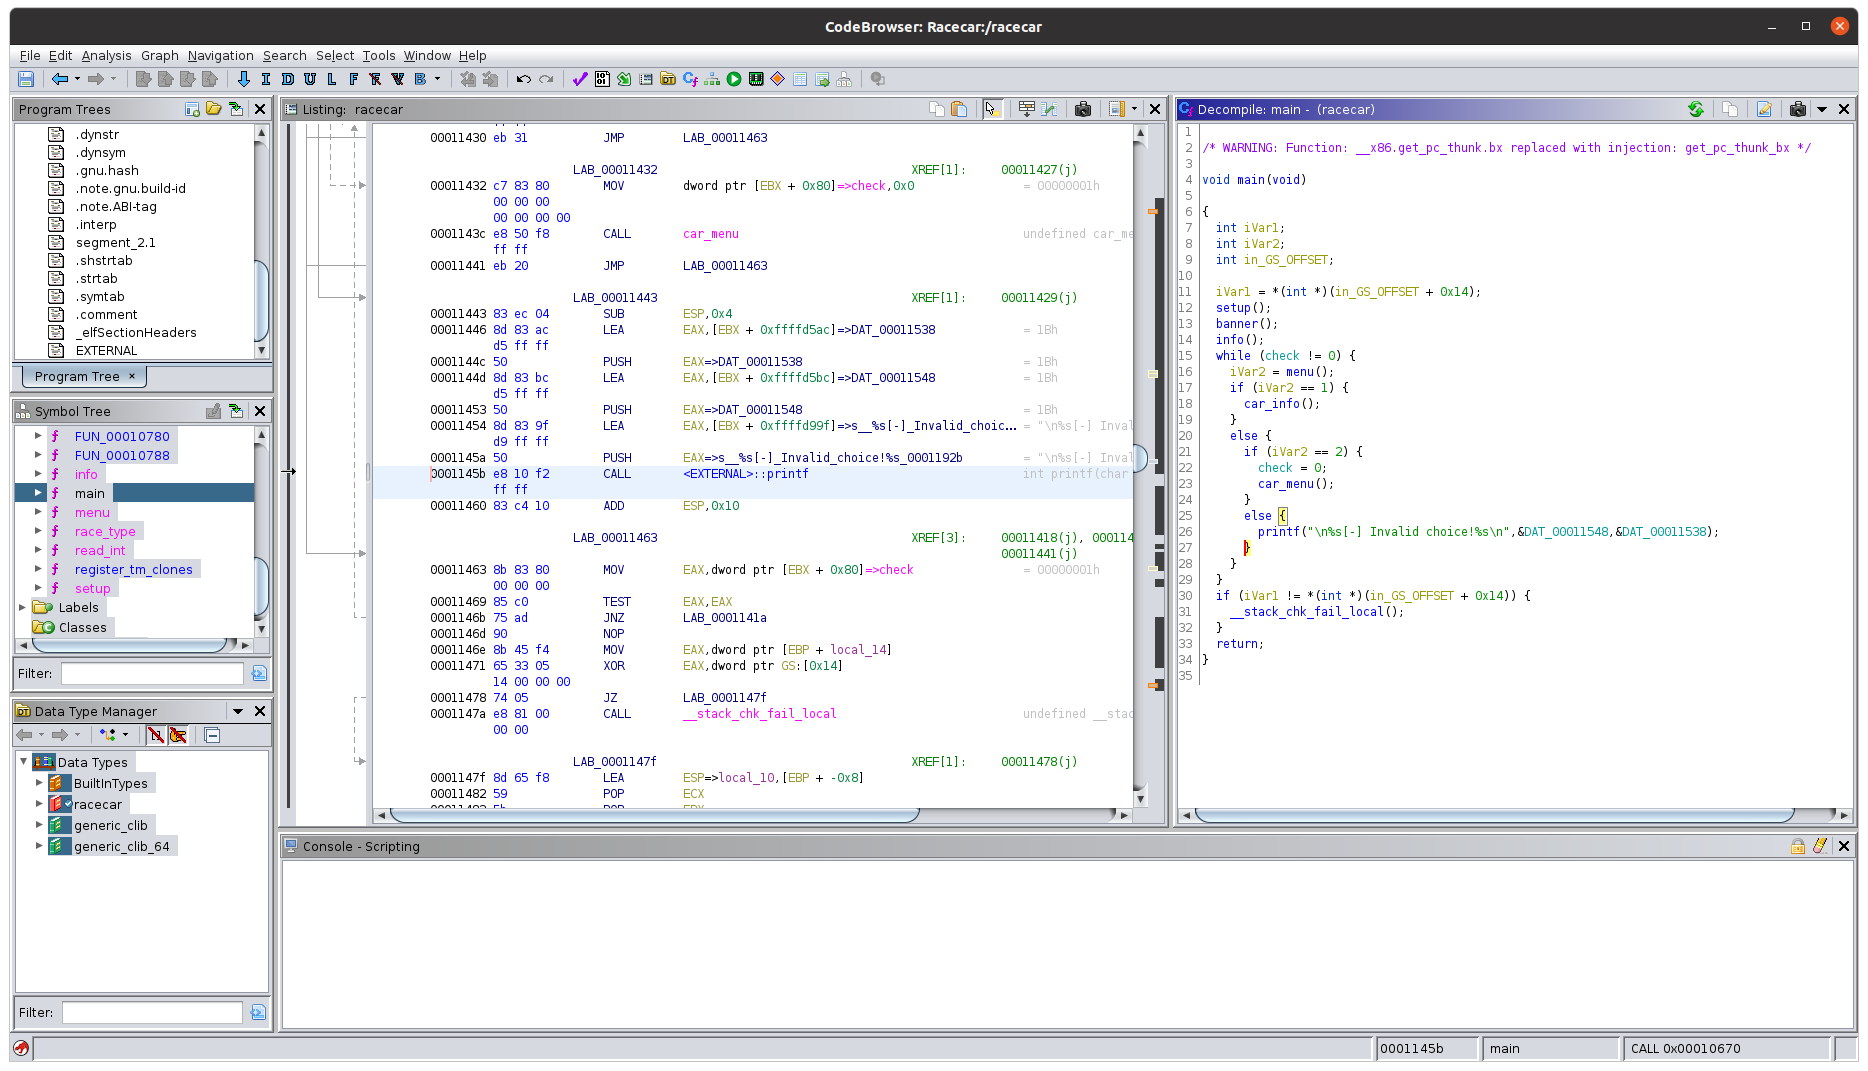 CodeBrowser: Racecar:/racecar
File Edit Analysis Graph Navigation Search Select Tools Window Help
I D U L F F V B
Program Trees
.dynstr
.dynsym
.gnu.hash
.note.gnu.build-id
.note.ABI-tag
.interp
segment_2.1
.shstrtab
.strtab
.symtab
.comment
_elfSectionHeaders
EXTERNAL
Program Tree ×
Symbol Tree
f FUN_00010780
f FUN_00010788
f info
f main
f menu
f race_type
f read_int
f register_tm_clones
f setup
Labels
Classes
Filter:
Data Type Manager
Data Types
BuiltInTypes
racecar
generic_clib
generic_clib_64
Filter:
Listing: racecar
00011430 eb 31 JMP LAB_00011463
LAB_00011432 XREF[1]: 00011427(j)
00011432 c7 83 80 MOV dword ptr [EBX + 0x80]=>check,0x0 = 00000001h
00 00 00
00 00 00 00
0001143c e8 50 f8 CALL car_menu undefined car_me
ff ff
00011441 eb 20 JMP LAB_00011463
LAB_00011443 XREF[1]: 00011429(j)
00011443 83 ec 04 SUB ESP,0x4
00011446 8d 83 ac LEA EAX,[EBX + 0xffffd5ac]=>DAT_00011538 = 1Bh
d5 ff ff
0001144c 50 PUSH EAX=>DAT_00011538 = 1Bh
0001144d 8d 83 bc LEA EAX,[EBX + 0xffffd5bc]=>DAT_00011548 = 1Bh
d5 ff ff
00011453 50 PUSH EAX=>DAT_00011548 = 1Bh
00011454 8d 83 9f LEA EAX,[EBX + 0xffffd99f]=>s__%s[-]_Invalid_choic... = "\n%s[-] Inval
d9 ff ff
0001145a 50 PUSH EAX=>s__%s[-]_Invalid_choice!%s_0001192b = "\n%s[-] Inval
0001145b e8 10 f2 CALL <EXTERNAL>::printf int printf(char
ff ff
00011460 83 c4 10 ADD ESP,0x10
LAB_00011463 XREF[3]: 00011418(j), 000114
00011441(j)
00011463 8b 83 80 MOV EAX,dword ptr [EBX + 0x80]=>check = 00000001h
00 00 00
00011469 85 c0 TEST EAX,EAX
0001146b 75 ad JNZ LAB_0001141a
0001146d 90 NOP
0001146e 8b 45 f4 MOV EAX,dword ptr [EBP + local_14]
00011471 65 33 05 XOR EAX,dword ptr GS:[0x14]
14 00 00 00
00011478 74 05 JZ LAB_0001147f
0001147a e8 81 00 CALL __stack_chk_fail_local undefined __stac
00 00
LAB_0001147f XREF[1]: 00011478(j)
0001147f 8d 65 f8 LEA ESP=>local_10,[EBP + -0x8]
00011482 59 POP ECX
Decompile: main - (racecar)
1
2 /* WARNING: Function: __x86.get_pc_thunk.bx replaced with injection: get_pc_thunk_bx */
3
4 void main(void)
5
6 {
7 int iVar1;
8 int iVar2;
9 int in_GS_OFFSET;
10
11 iVar1 = *(int *)(in_GS_OFFSET + 0x14);
12 setup();
13 banner();
14 info();
15 while (check != 0) {
16 iVar2 = menu();
17 if (iVar2 == 1) {
18 car_info();
19 }
20 else {
21 if (iVar2 == 2) {
22 check = 0;
23 car_menu();
24 }
25 else {
26 printf("\n%s[-] Invalid choice!%s\n",&DAT_00011548,&DAT_00011538);
27 }
28 }
29 }
30 if (iVar1 != *(int *)(in_GS_OFFSET + 0x14)) {
31 __stack_chk_fail_local();
32 }
33 return;
34 }
35
Console - Scripting
0001145b main CALL 0x00010670